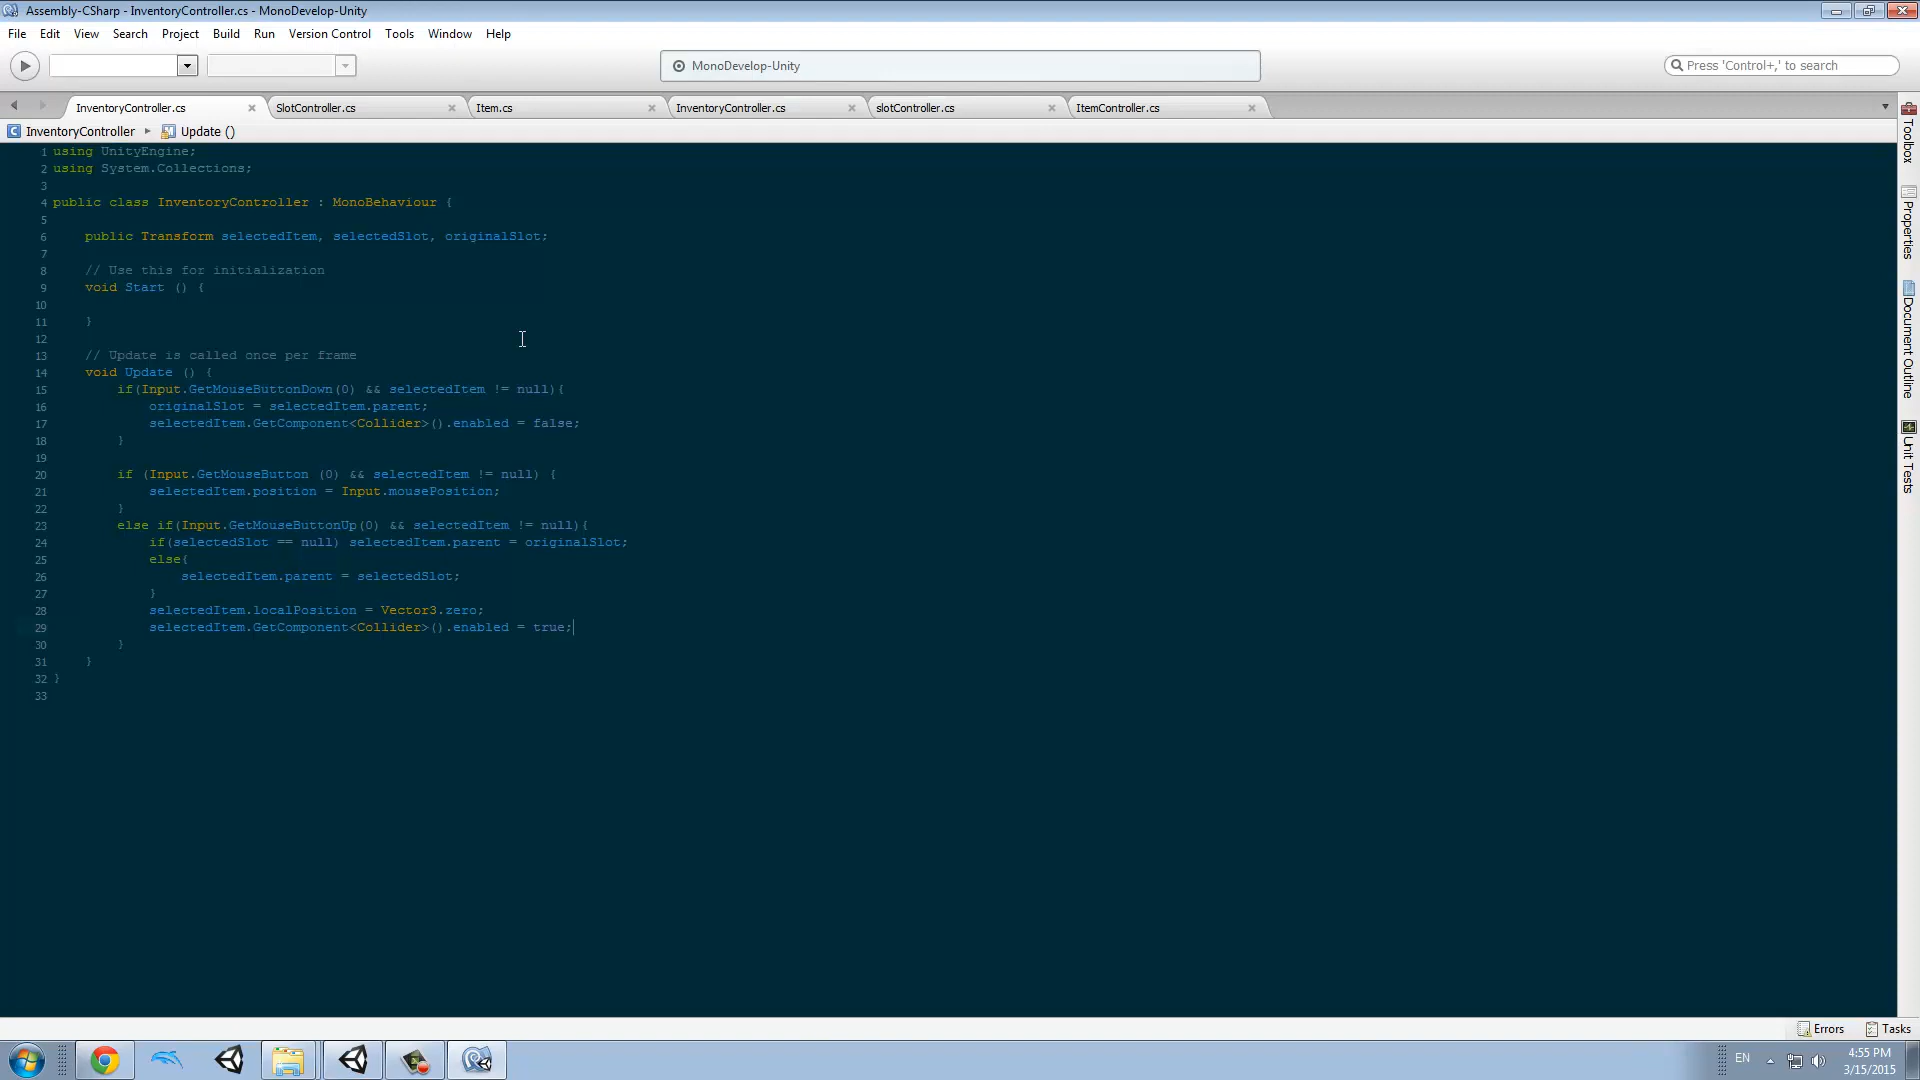 Assembly-CSharp - InventoryController.cs - MonoDevelop-Unity
File Edit View Search Project Build Run Version Control Tools Window Help
MonoDevelop-Unity
Press 'Control+,' to search
InventoryController.cs SlotController.cs Item.cs InventoryController.cs slotController.cs ItemController.cs
InventoryController Update ()
1 using UnityEngine;
2 using System.Collections;
3
4 public class InventoryController : MonoBehaviour {
5
6 public Transform selectedItem, selectedSlot, originalSlot;
7
8 // Use this for initialization
9 void Start () {
10
11 }
12
13 // Update is called once per frame
14 void Update () {
15 if(Input.GetMouseButtonDown(0) && selectedItem != null){
16 originalSlot = selectedItem.parent;
17 selectedItem.GetComponent<Collider>().enabled = false;
18 }
19
20 if (Input.GetMouseButton (0) && selectedItem != null) {
21 selectedItem.position = Input.mousePosition;
22 }
23 else if(Input.GetMouseButtonUp(0) && selectedItem != null){
24 if(selectedSlot == null) selectedItem.parent = originalSlot;
25 else{
26 selectedItem.parent = selectedSlot;
27 }
28 selectedItem.localPosition = Vector3.zero;
29 selectedItem.GetComponent<Collider>().enabled = true;
30 }
31 }
32 }
33
Toolbox
Properties
Document Outline
Unit Tests
Errors Tasks
EN
4:55 PM
3/15/2015